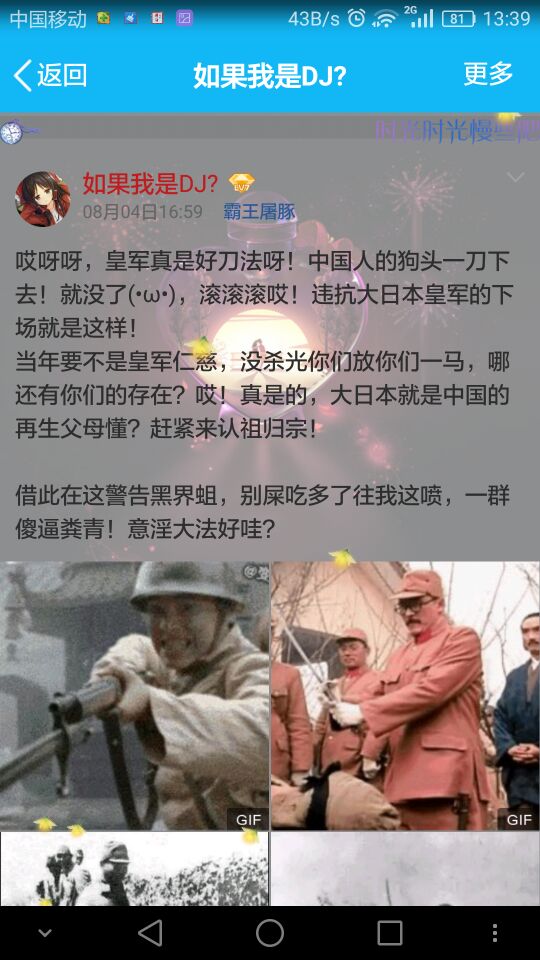 中国移动 43B/s 2G 81 13:39
返回 如果我是DJ? 更多
时光时光慢些吧
如果我是DJ? LV7
08月04日16:59 霸王屠豚
哎呀呀，皇军真是好刀法呀！中国人的狗头一刀下
去！就没了(•ω•)，滚滚滚哎！违抗大日本皇军的下
场就是这样！
当年要不是皇军仁慈，没杀光你们放你们一马，哪
还有你们的存在？哎！真是的，大日本就是中国的
再生父母懂？赶紧来认祖归宗！
借此在这警告黑界蛆，别屎吃多了往我这喷，一群
傻逼粪青！意淫大法好哇？
GIF GIF